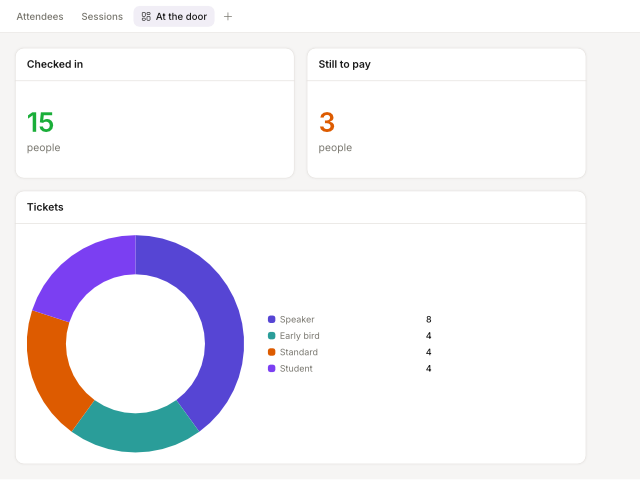 Attendees Sessions At the door
Checked in
15
people
Still to pay
3
people
Tickets
Speaker 8
Early bird 4
Standard 4
Student 4